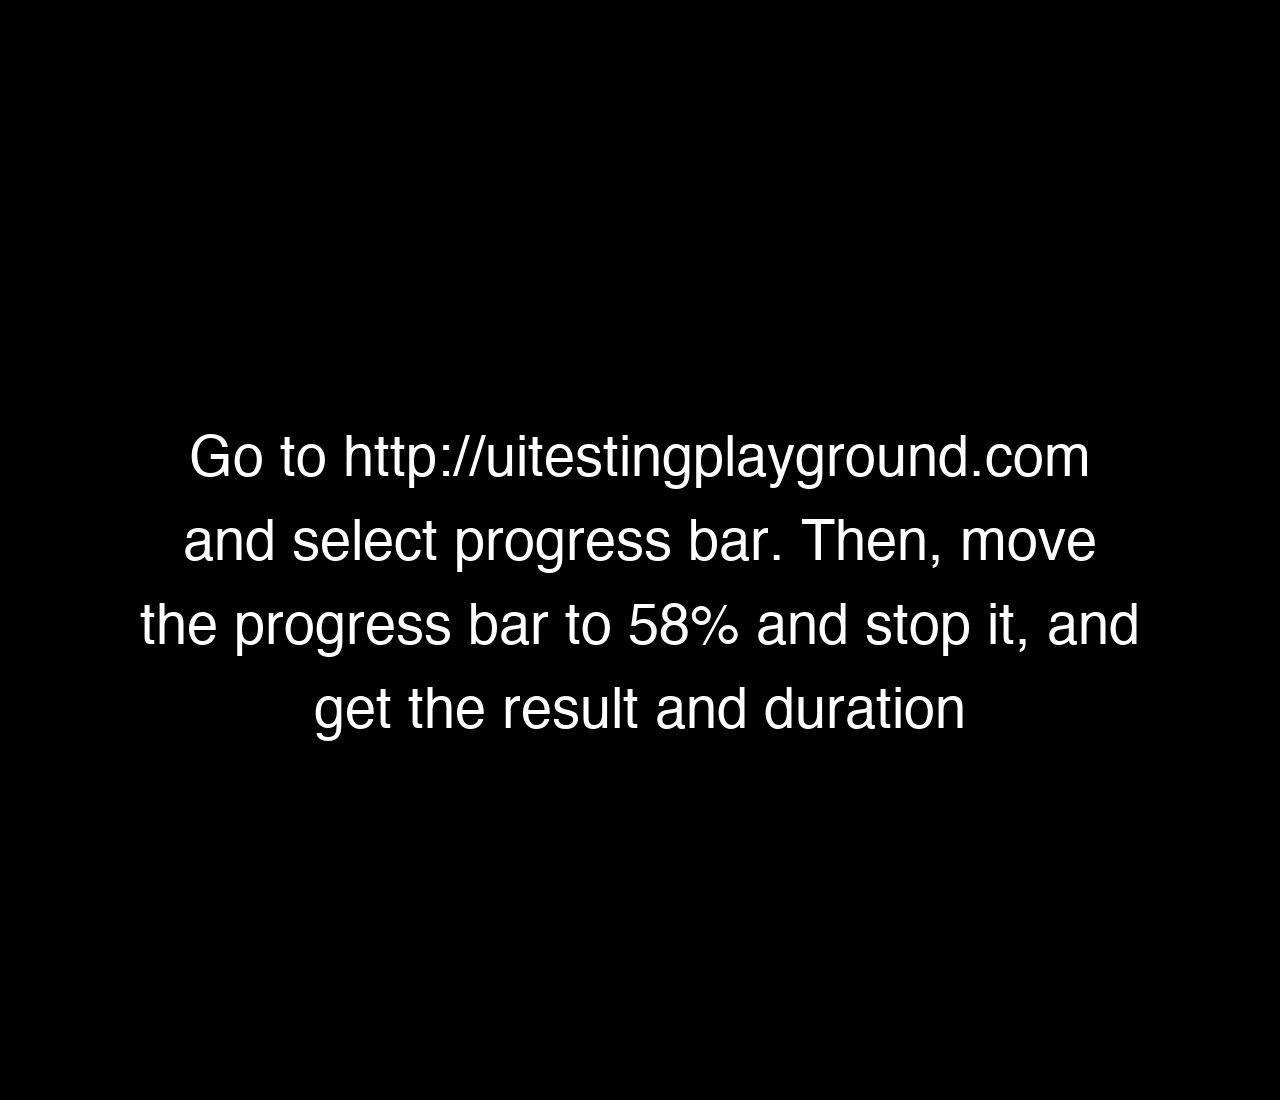 Go to http://uitestingplayground.com
and select progress bar. Then, move
the progress bar to 58% and stop it, and
get the result and duration